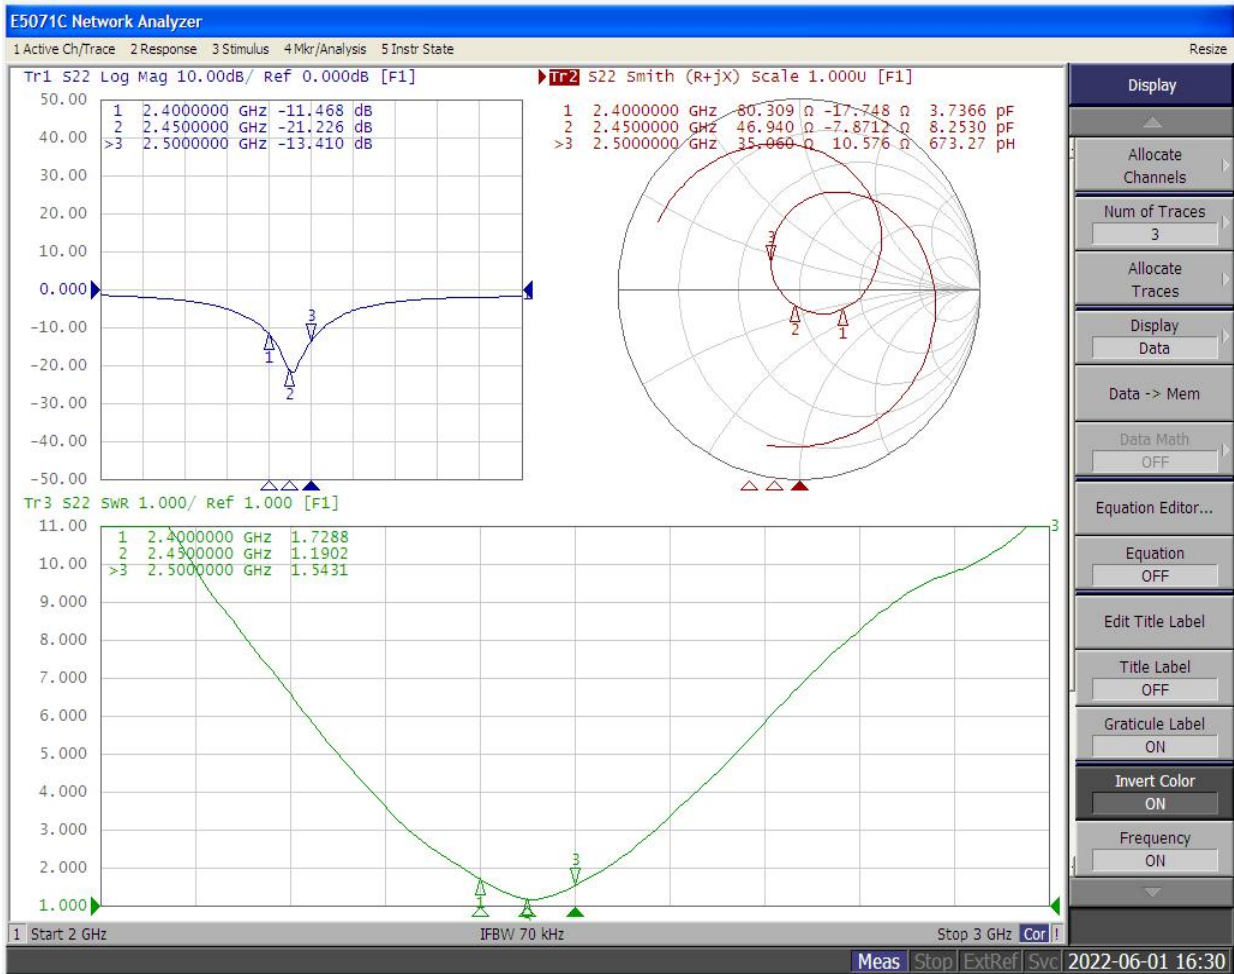 E5071C Network Analyzer
1 Active Ch/Trace 2 Response 3 Stimulus 4 Mkr/Analysis 5 Instr State Resize
Tr1 S22 Log Mag 10.00dB/ Ref 0.000dB [F1]
50.00
40.00
30.00
20.00
10.00
0.000
-10.00
-20.00
-30.00
-40.00
-50.00
1 2.4000000 GHz -11.468 dB
2 2.4500000 GHz -21.226 dB
>3 2.5000000 GHz -13.410 dB
1
2
3
1
Tr2 S22 Smith (R+jX) Scale 1.000U [F1]
1 2.4000000 GHz 80.309 Ω -17.748 Ω 3.7366 pF
2 2.4500000 GHz 46.940 Ω -7.8712 Ω 8.2530 pF
>3 2.5000000 GHz 35.060 Ω 10.576 Ω 673.27 pH
3
2
1
Tr3 S22 SWR 1.000/ Ref 1.000 [F1]
11.00
10.00
9.000
8.000
7.000
6.000
5.000
4.000
3.000
2.000
1.000
1 2.4000000 GHz 1.7288
2 2.4500000 GHz 1.1902
>3 2.5000000 GHz 1.5431
3
1
2
3
1 Start 2 GHz IFBW 70 kHz Stop 3 GHz Cor !
Display
Allocate
Channels
Num of Traces
3
Allocate
Traces
Display
Data
Data -> Mem
Data Math
OFF
Equation Editor...
Equation
OFF
Edit Title Label
Title Label
OFF
Graticule Label
ON
Invert Color
ON
Frequency
ON
Meas Stop ExtRef Svc 2022-06-01 16:30